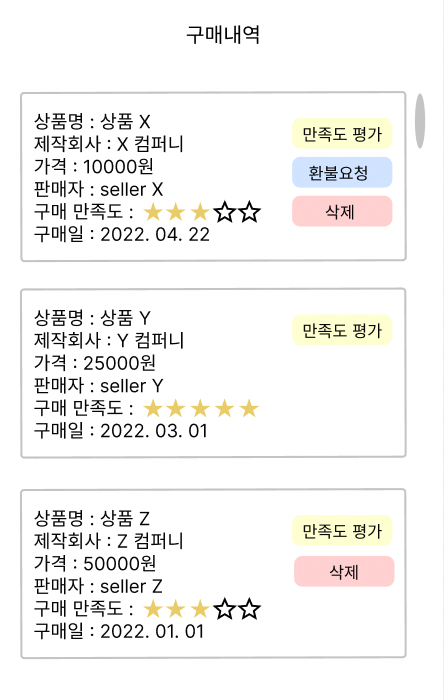 구매내역
상품명 : 상품 X
제작회사 : X 컴퍼니
가격 : 10000원
판매자 : seller X
구매 만족도 : ★★★☆☆
구매일 : 2022. 04. 22
만족도 평가
환불요청
삭제
상품명 : 상품 Y
제작회사 : Y 컴퍼니
가격 : 25000원
판매자 : seller Y
구매 만족도 : ★★★★★
구매일 : 2022. 03. 01
만족도 평가
상품명 : 상품 Z
제작회사 : Z 컴퍼니
가격 : 50000원
판매자 : seller Z
구매 만족도 : ★★★☆☆
구매일 : 2022. 01. 01
만족도 평가
삭제